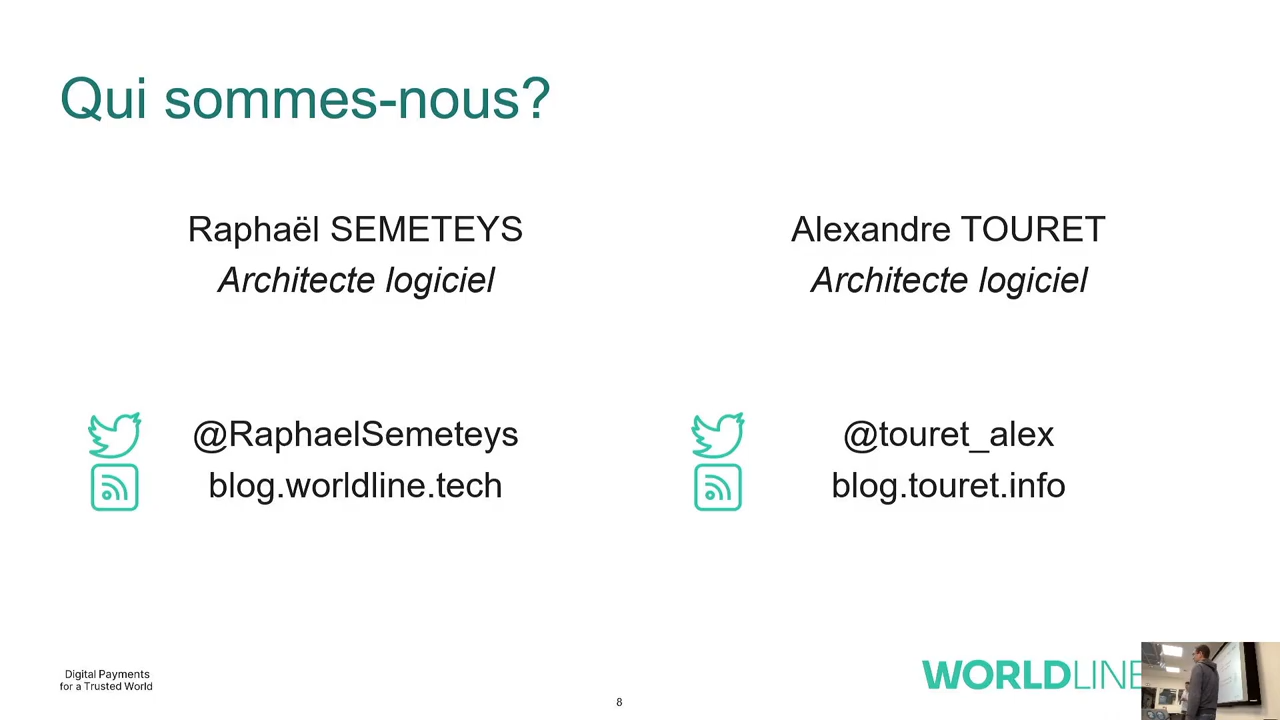 Qui sommes-nous?
Raphaël SEMETEYS
Architecte logiciel
@RaphaelSemeteys
blog.worldline.tech
Alexandre TOURET
Architecte logiciel
@touret_alex
blog.touret.info
Digital Payments
for a Trusted World
8
WORLDLINE